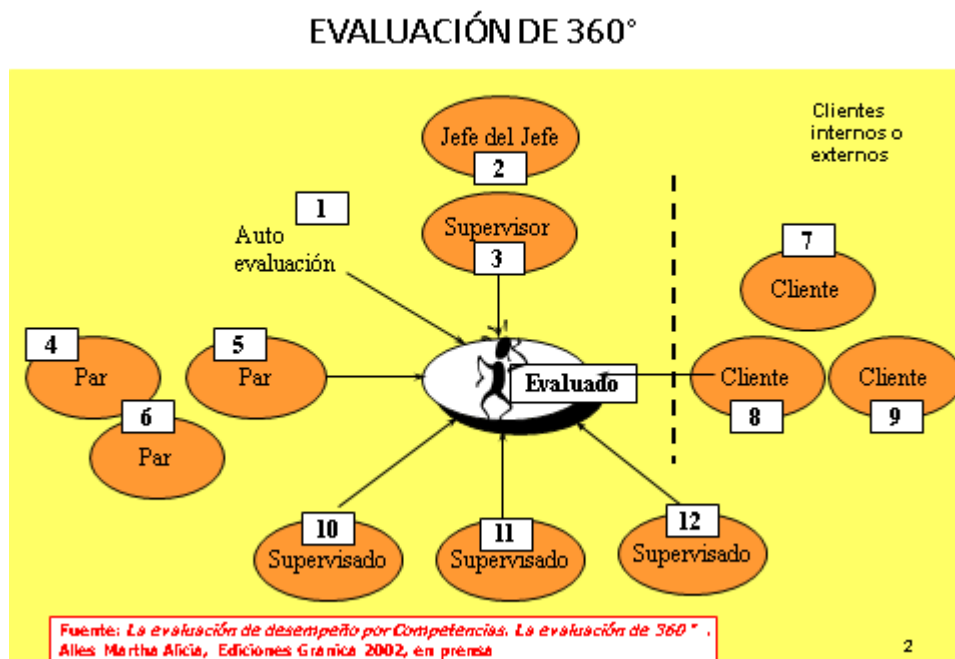 EVALUACIÓN DE 360°
Clientes
internos o
externos
Jefe del Jefe
2
1
Auto
evaluación
Supervisor
3
7
Cliente
4
Par
5
Par
6
Par
Evaluado
Cliente
8
Cliente
9
10
Supervisado
11
Supervisado
12
Supervisado
Fuente: La evaluación de desempeño por Competencias. La evaluación de 360 ° .
Alles Martha Alicia, Ediciones Granica 2002, en prensa
2